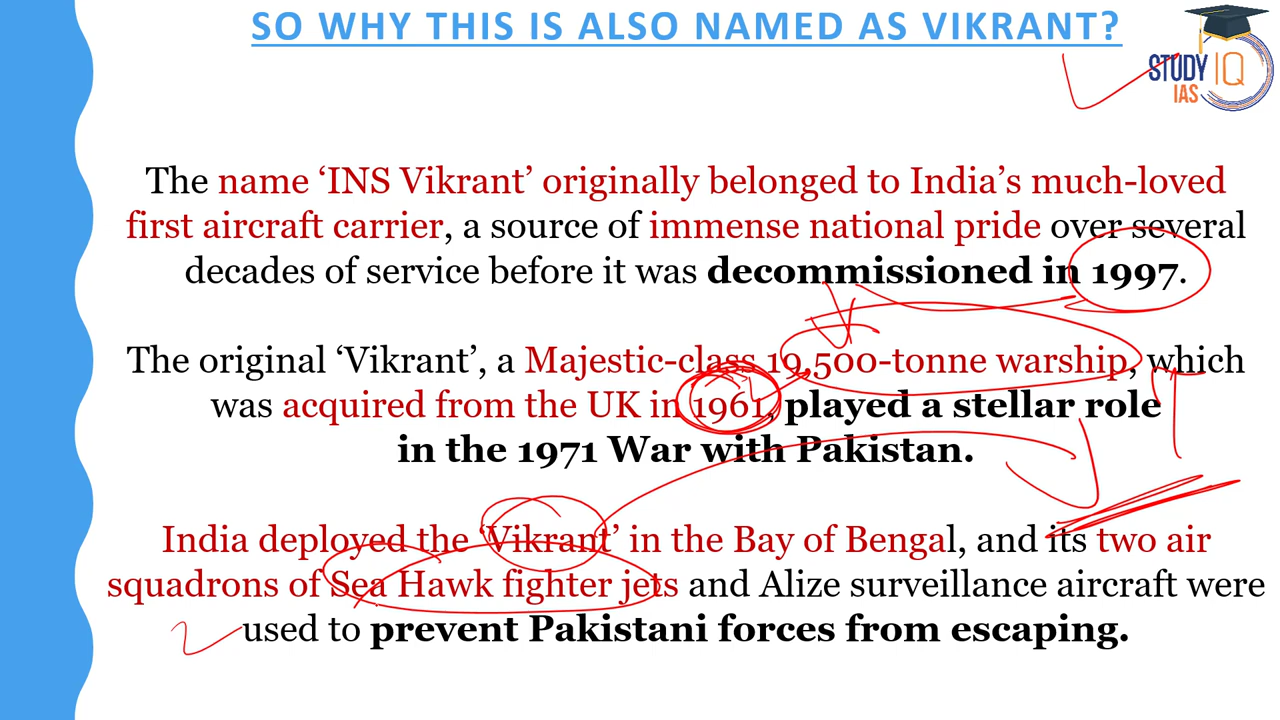 SO WHY THIS IS ALSO NAMED AS VIKRANT?
STUDY IQ
IAS
The name ‘INS Vikrant’ originally belonged to India’s much-loved
first aircraft carrier, a source of immense national pride over several
decades of service before it was decommissioned in 1997.
The original ‘Vikrant’, a Majestic-class 19,500-tonne warship, which
was acquired from the UK in 1961, played a stellar role
in the 1971 War with Pakistan.
India deployed the ‘Vikrant’ in the Bay of Bengal, and its two air
squadrons of Sea Hawk fighter jets and Alize surveillance aircraft were
used to prevent Pakistani forces from escaping.